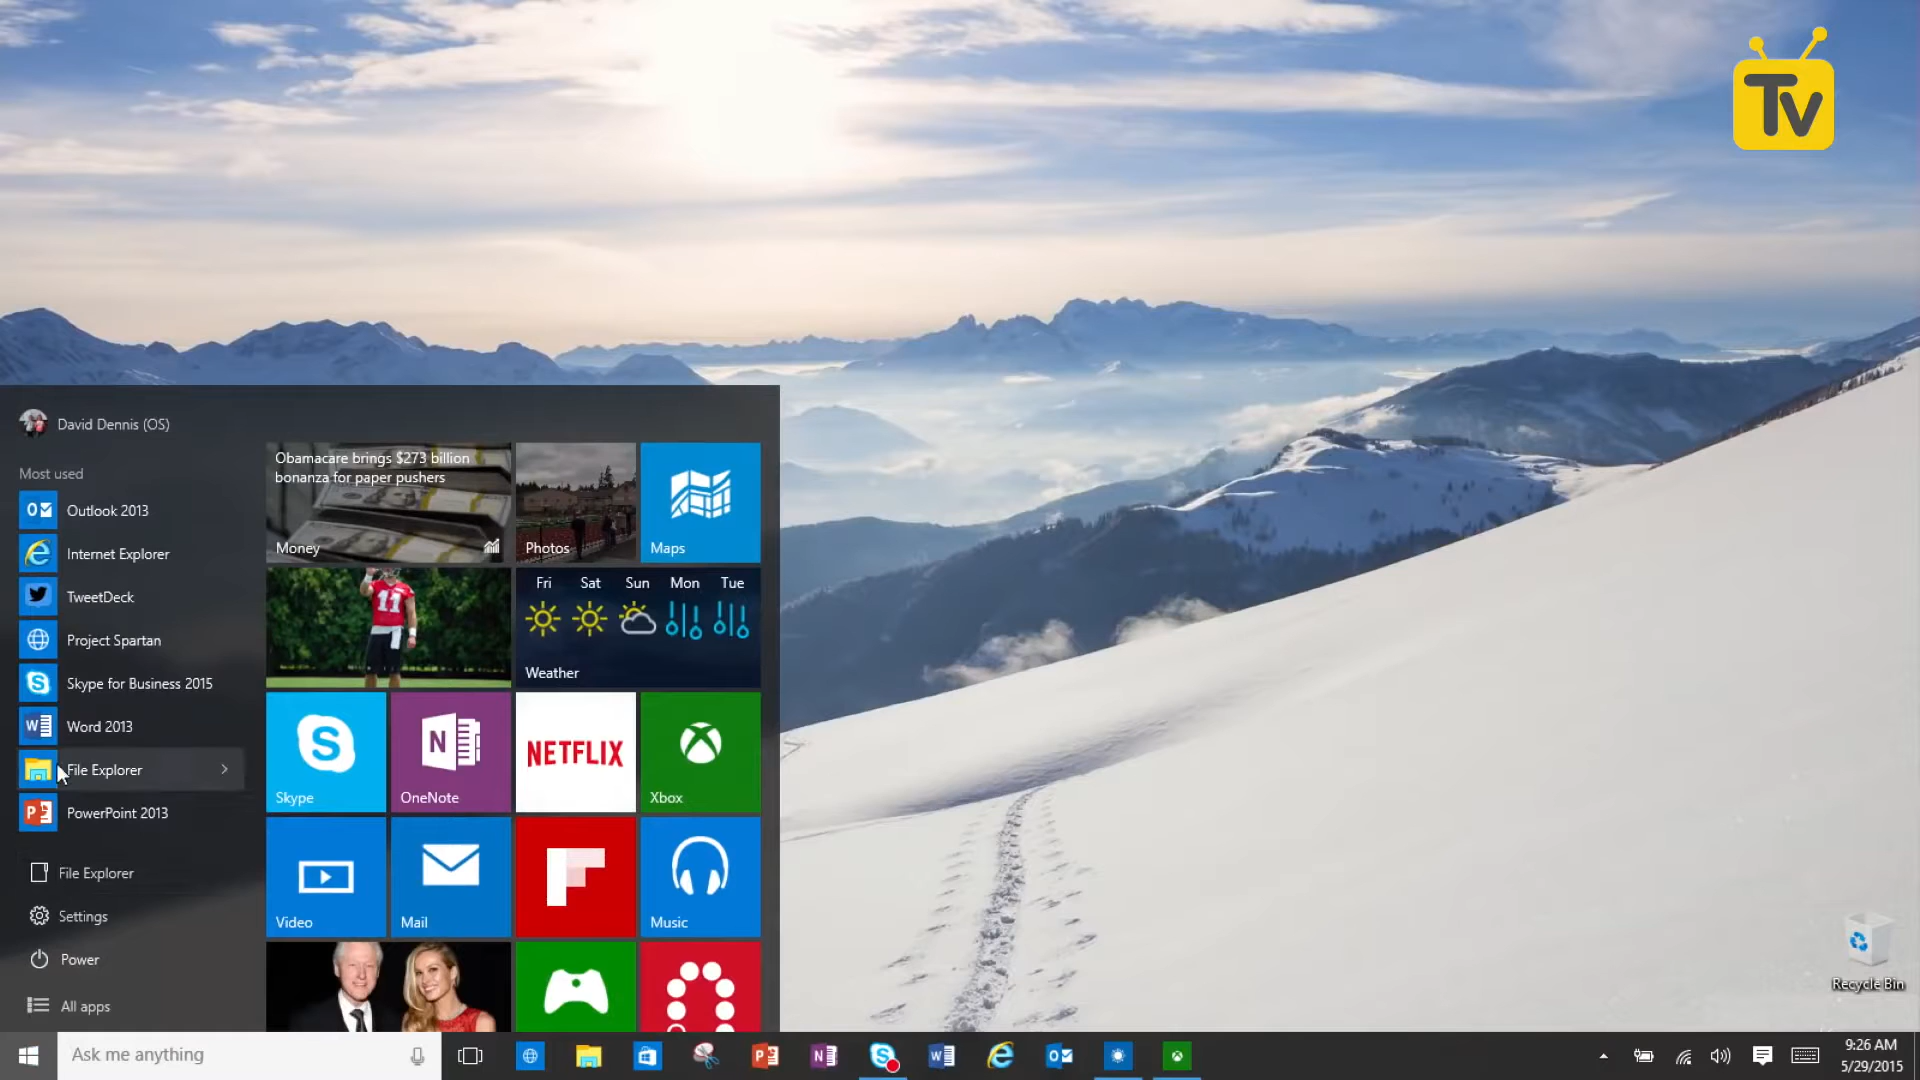 Tv
David Dennis (OS)
Most used
Outlook 2013
Internet Explorer
TweetDeck
Project Spartan
Skype for Business 2015
Word 2013
File Explorer
PowerPoint 2013
File Explorer
Settings
Power
All apps
Obamacare brings $273 billion
bonanza for paper pushers
Money
Photos
Maps
11
Fri Sat Sun Mon Tue
Weather
Skype
OneNote
NETFLIX
Xbox
Video
Mail
Music
Recycle Bin
Ask me anything
9:26 AM
5/29/2015